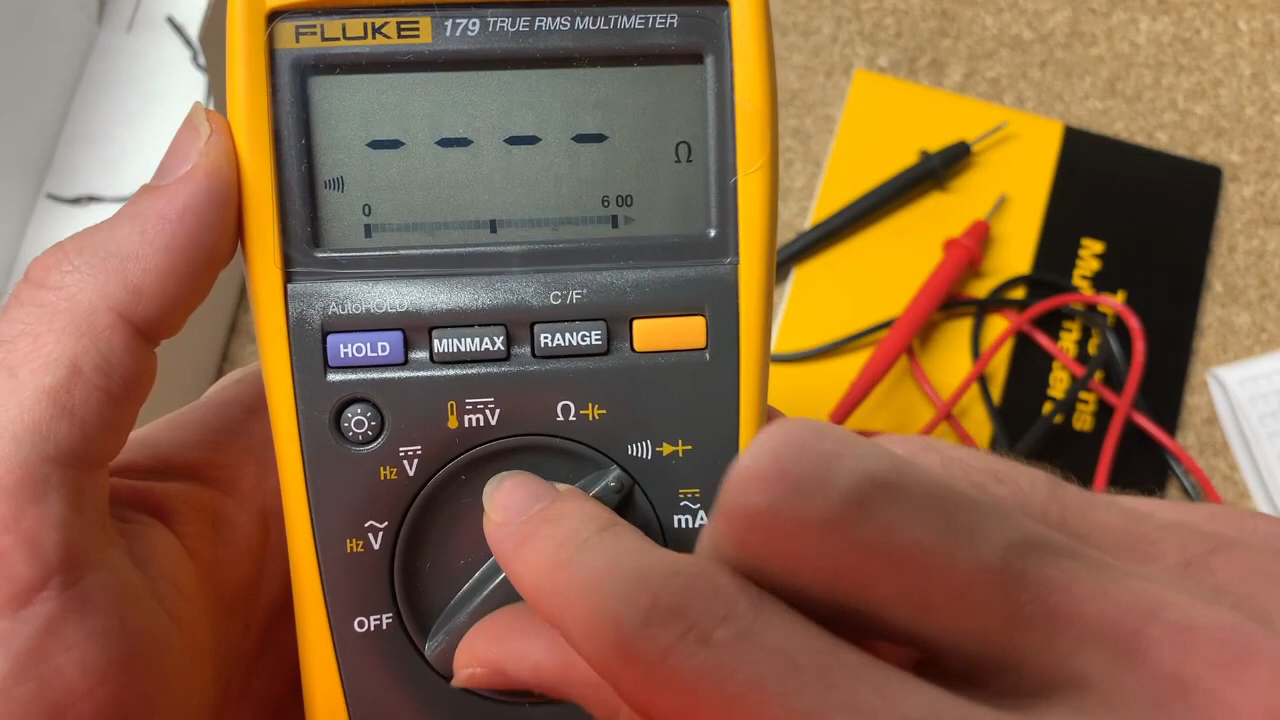 FLUKE 179 TRUE RMS MULTIMETER
- - - - Ω
0 6 00
AutoHOLD C°/F°
HOLD MINMAX RANGE
mV Ω
Hz V
Hz V mA
OFF